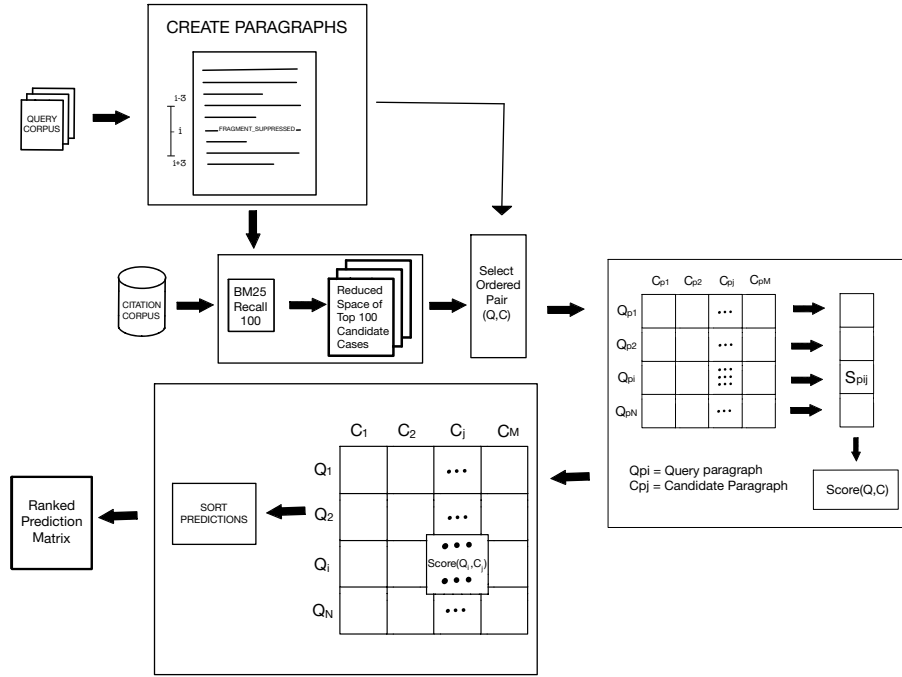 CREATE PARAGRAPHS
i-3
FRAGMENT_SUPPRESSED
i
i+3
QUERY
CORPUS
CITATION
CORPUS
BM25
Recall
100
Reduced
Space of
Top 100
Candidate
Cases
Select
Ordered
Pair
(Q,C)
Cp1 Cp2 Cpj CpM
Qp1 ...
Qp2 ...
Qpi Spij
QpN ...
Qpi = Query paragraph
Cpj = Candidate Paragraph
Score(Q,C)
C1 C2 Cj CM
Q1 ...
Q2 ...
Qi Score(Qi,Cj)
QN ...
SORT
PREDICTIONS
Ranked
Prediction
Matrix